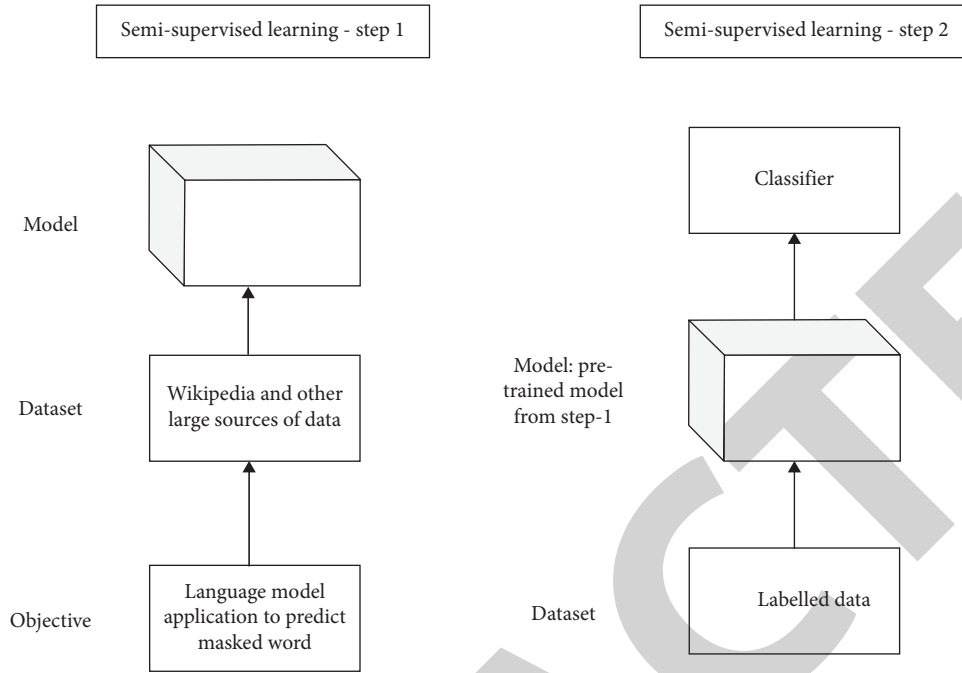 Semi-supervised learning - step 1
Model
Wikipedia and other
large sources of data
Dataset
Language model
application to predict
masked word
Objective
Semi-supervised learning - step 2
Classifier
Model: pre-
trained model
from step-1
Labelled data
Dataset